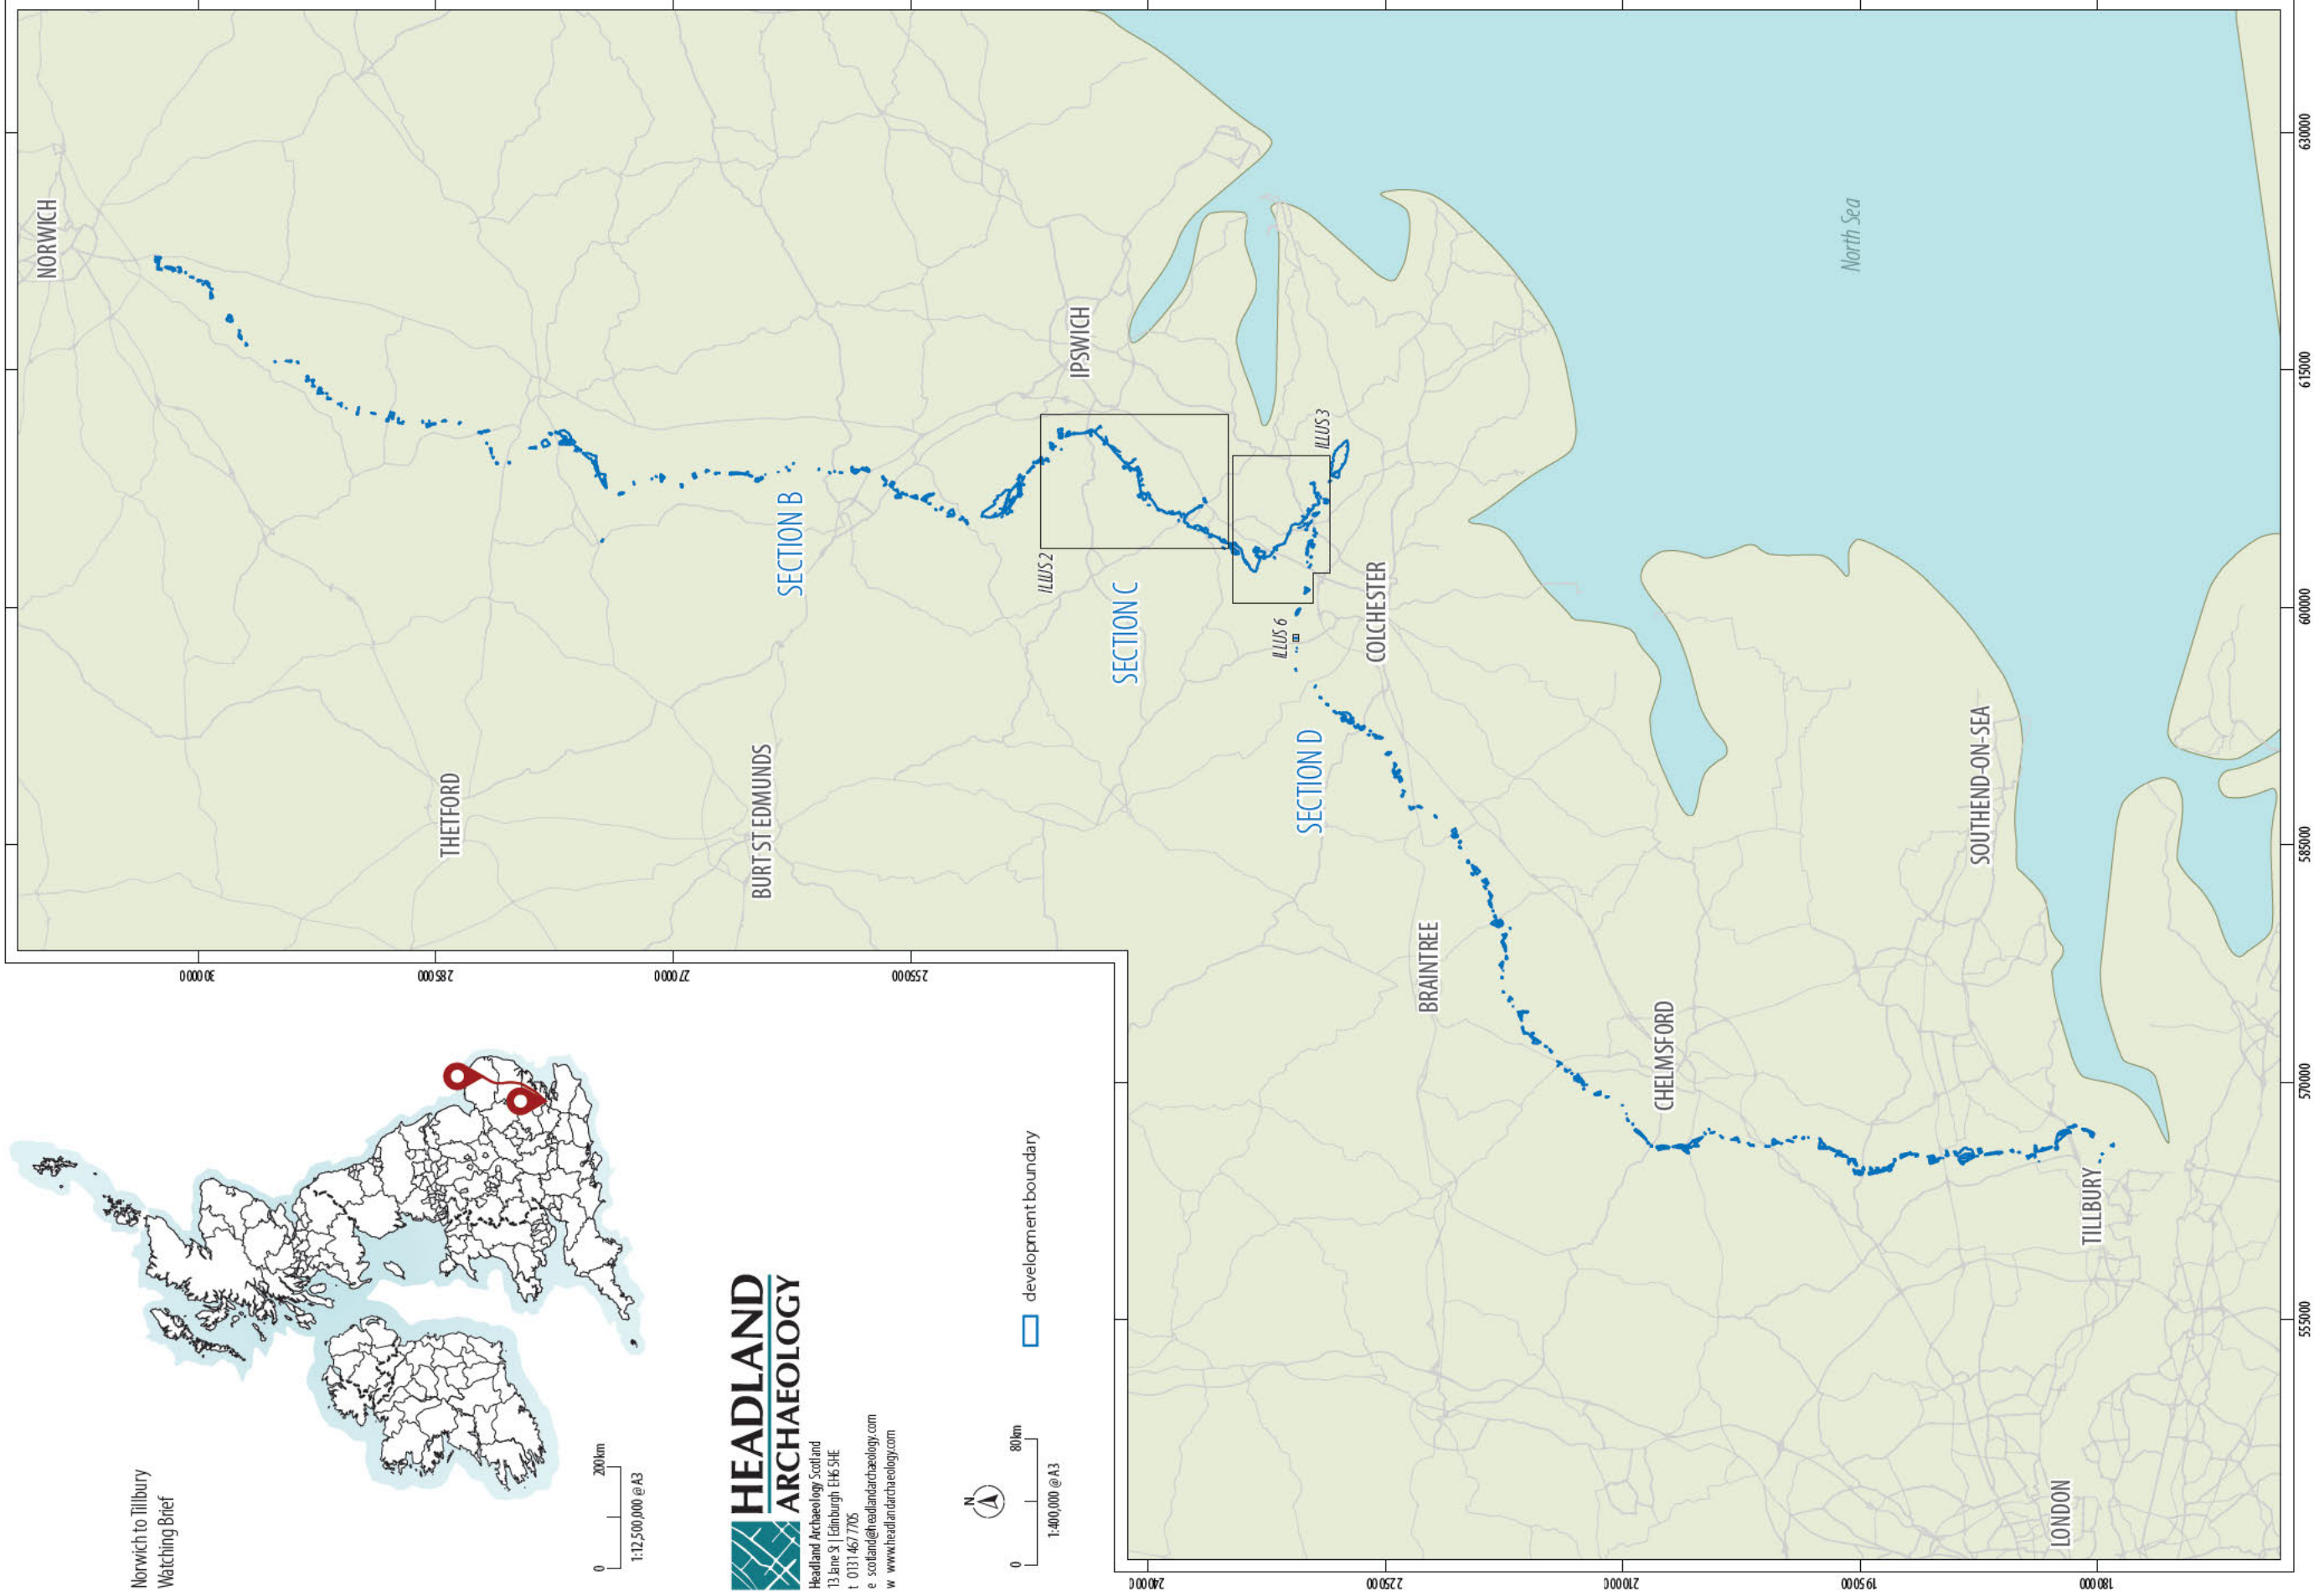 Norwich to Tillbury
Watching Brief
0
200km
1:12,500,000 @ A3
HEADLAND
ARCHAEOLOGY
Headland Archaeology Scotland
13 Jane St | Edinburgh EH6 5HE
t 0131 467 7705
e scotland@headlandarchaeology.com
w www.headlandarchaeology.com
N
0
80km
1:400,000 @ A3
development boundary
NORWICH
THETFORD
BURT ST EDMUNDS
SECTION B
IPSWICH
ILLUS 2
SECTION C
ILLUS 3
ILLUS 6
COLCHESTER
SECTION D
BRAINTREE
CHELMSFORD
SOUTHEND-ON-SEA
TILLBURY
LONDON
North Sea
300000
285000
270000
255000
240000
225000
210000
195000
180000
555000
570000
585000
600000
615000
630000